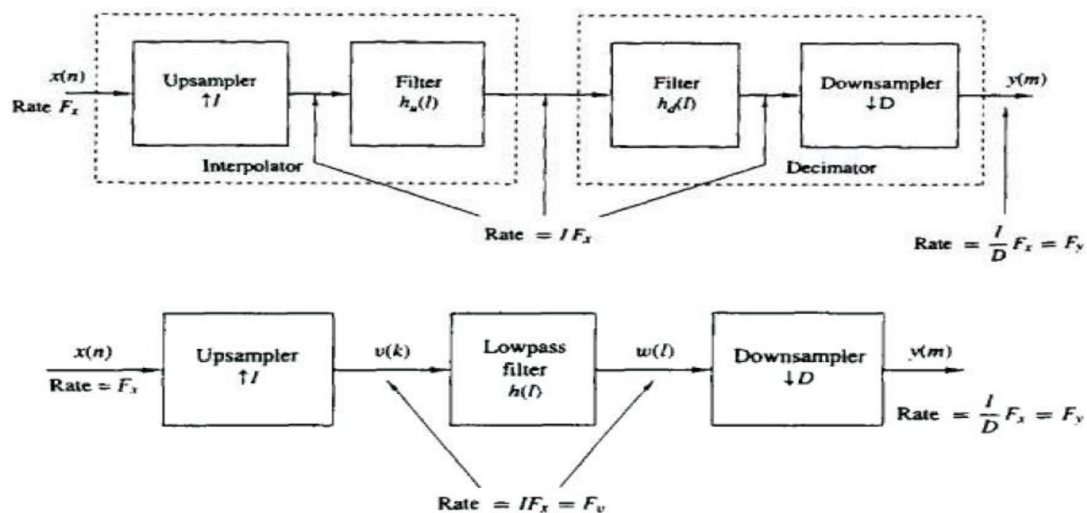 x(n)
Rate F_x
Upsampler
↑I
Filter
h_u(l)
Filter
h_d(l)
Downsampler
↓D
y(m)
Interpolator
Decimator
Rate = IF_x
Rate = I/D F_x = F_y
x(n)
Rate = F_x
Upsampler
↑I
v(k)
Lowpass
filter
h(l)
w(l)
Downsampler
↓D
y(m)
Rate = I/D F_x = F_y
Rate = IF_x = F_v